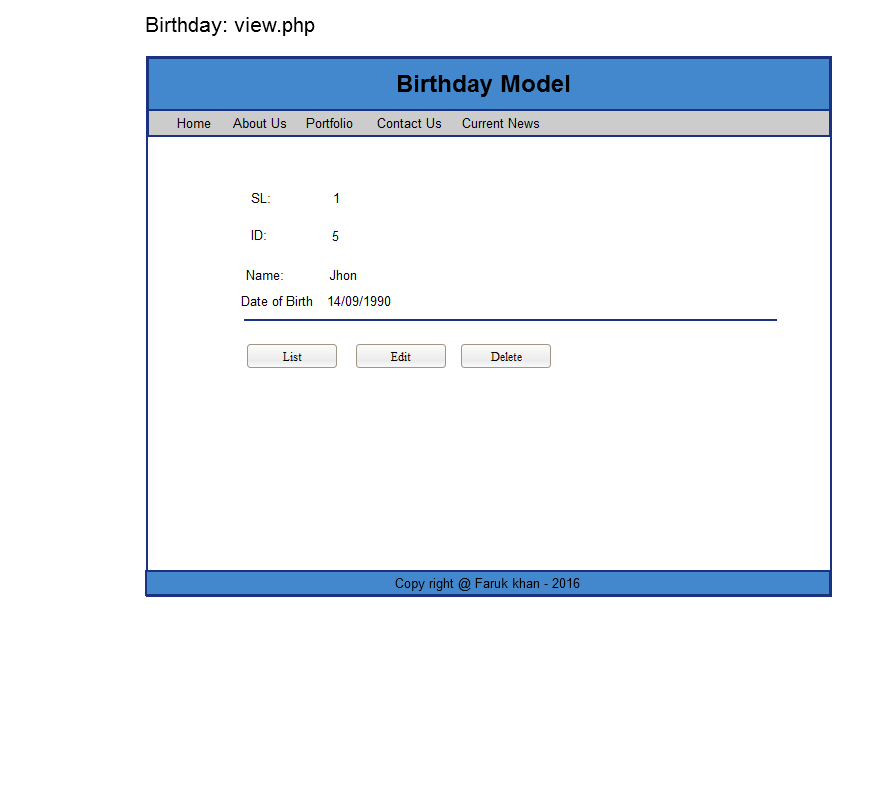 Birthday: view.php
Birthday Model
Home About Us Portfolio Contact Us Current News
SL: 1
ID: 5
Name: Jhon
Date of Birth 14/09/1990
List Edit Delete
Copy right @ Faruk khan - 2016